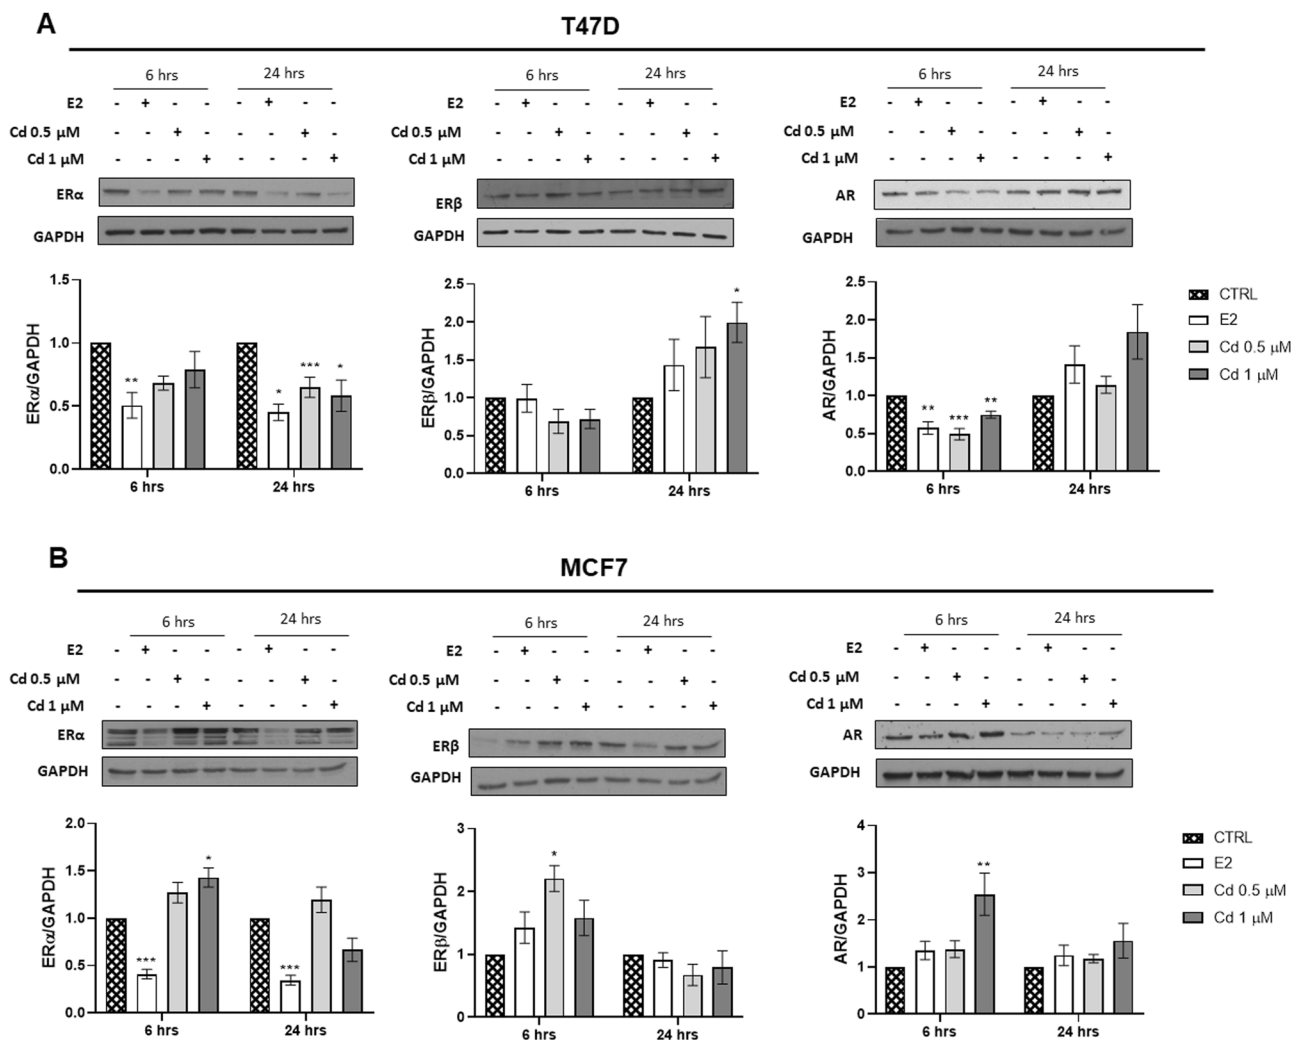 A
T47D
6 hrs 24 hrs
E2 - + - - - + - -
Cd 0.5 µM - - + - - - + -
Cd 1 µM - - - + - - - +
ERα
GAPDH
6 hrs 24 hrs
- + - - - + - -
- - + - - - + -
- - - + - - - +
ERβ
GAPDH
6 hrs 24 hrs
E2 - + - - - + - -
Cd 0.5 µM - - + - - - + -
Cd 1 µM - - - + - - - +
AR
GAPDH
ERα/GAPDH
1.5
1.0
0.5
0.0
** * *** *
6 hrs 24 hrs
ERβ/GAPDH
2.5
2.0
1.5
1.0
0.5
0.0
*
6 hrs 24 hrs
AR/GAPDH
2.5
2.0
1.5
1.0
0.5
0.0
** *** **
6 hrs 24 hrs
CTRL
E2
Cd 0.5 µM
Cd 1 µM
B
MCF7
6 hrs 24 hrs
E2 - + - - - + - -
Cd 0.5 µM - - + - - - + -
Cd 1 µM - - - + - - - +
ERα
GAPDH
6 hrs 24 hrs
E2 - + - - - + - -
Cd 0.5 µM - - + - - - + -
Cd 1 µM - - - + - - - +
ERβ
GAPDH
6 hrs 24 hrs
E2 - + - - - + - -
Cd 0.5 µM - - + - - - + -
Cd 1 µM - - - + - - - +
AR
GAPDH
ERα/GAPDH
2.0
1.5
1.0
0.5
0.0
*** * ***
6 hrs 24 hrs
ERβ/GAPDH
3
2
1
0
*
6 hrs 24 hrs
AR/GAPDH
4
3
2
1
0
**
6 hrs 24 hrs
CTRL
E2
Cd 0.5 µM
Cd 1 µM